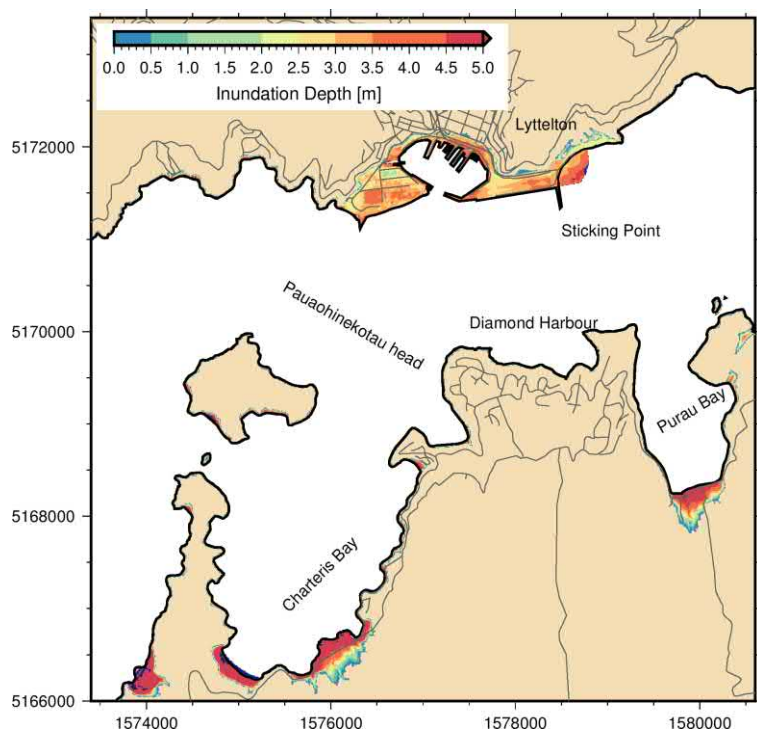 0.0 0.5 1.0 1.5 2.0 2.5 3.0 3.5 4.0 4.5 5.0
Inundation Depth [m]
5172000
Lyttelton
Sticking Point
Pauaohinekotau head
5170000
Diamond Harbour
Purau Bay
5168000
Charteris Bay
5166000
1574000 1576000 1578000 1580000